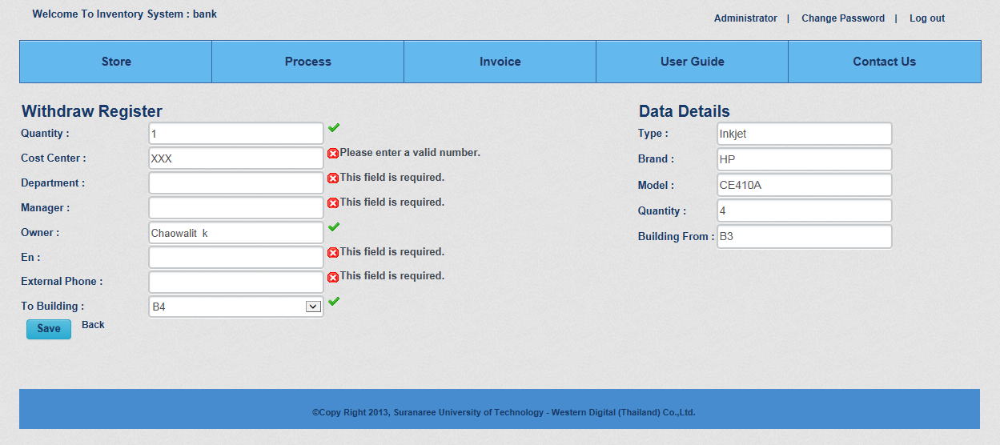 Welcome To Inventory System : bank
Administrator | Change Password | Log out
Store Process Invoice User Guide Contact Us
Withdraw Register
Quantity : 1
Cost Center : XXX Please enter a valid number.
Department : This field is required.
Manager : This field is required.
Owner : Chaowalit k
En : This field is required.
External Phone : This field is required.
To Building : B4
Save Back
Data Details
Type : Inkjet
Brand : HP
Model : CE410A
Quantity : 4
Building From : B3
©Copy Right 2013, Suranaree University of Technology - Western Digital (Thailand) Co.,Ltd.